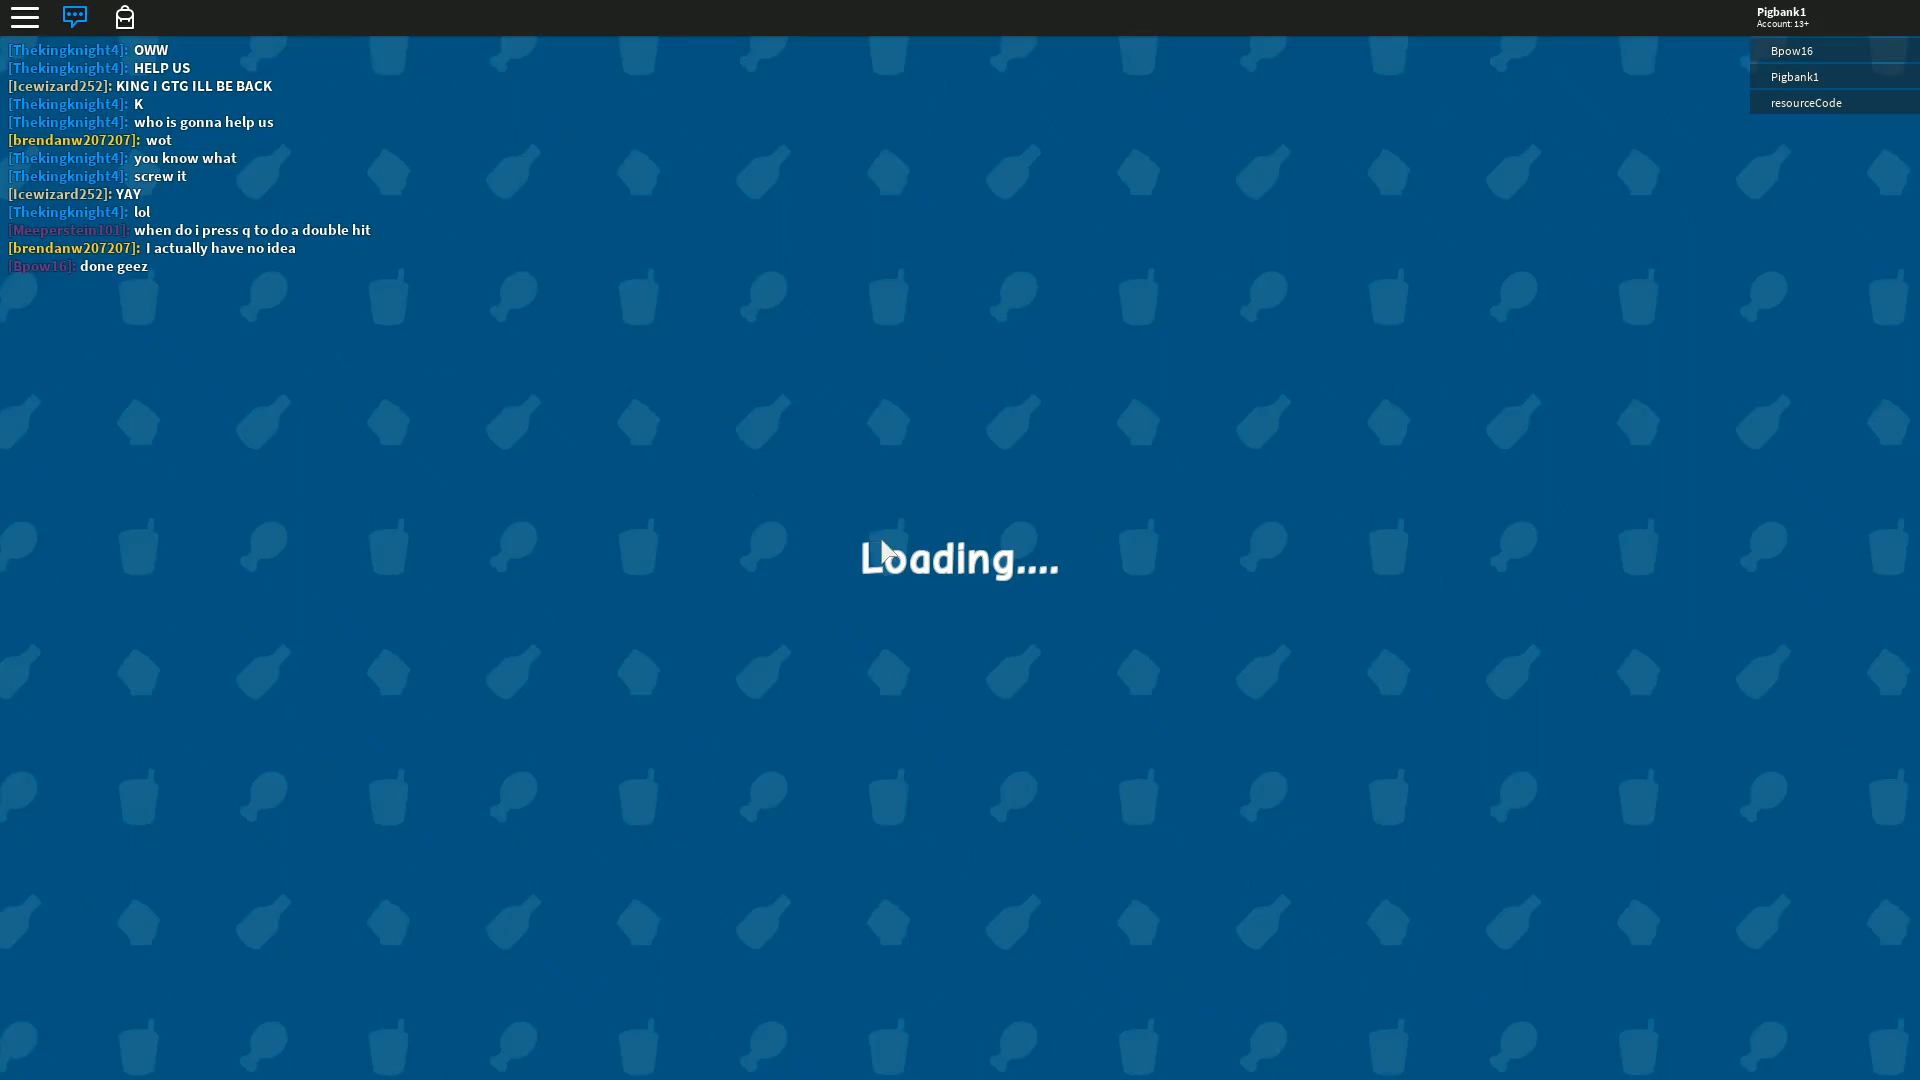 Pigbank1
Account: 13+
Bpow16
Pigbank1
resourceCode
[Thekingknight4]: OWW
[Thekingknight4]: HELP US
[Icewizard252]: KING I GTG ILL BE BACK
[Thekingknight4]: K
[Thekingknight4]: who is gonna help us
[brendanw207207]: wot
[Thekingknight4]: you know what
[Thekingknight4]: screw it
[Icewizard252]: YAY
[Thekingknight4]: lol
[Meeperstein101]: when do i press q to do a double hit
[brendanw207207]: I actually have no idea
[Bpow16]: done geez
Loading....